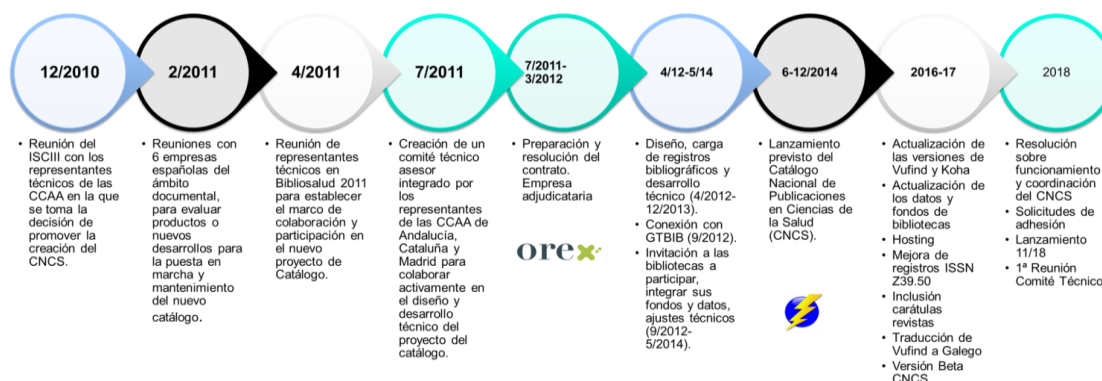 12/2010
2/2011
4/2011
7/2011
7/2011-
3/2012
4/12-5/14
6-12/2014
2016-17
2018
• Reunión del
ISCIII con los
representantes
técnicos de las
CCAA en la que
se toma la
decisión de
promover la
creación del
CNCS.
• Reuniones con
6 empresas
españolas del
ámbito
documental,
para evaluar
productos o
nuevos
desarrollos para
la puesta en
marcha y
mantenimiento
del nuevo
catálogo.
• Reunión de
representantes
técnicos en
Bibliosalud 2011
para establecer
el marco de
colaboración y
participación en
el nuevo
proyecto de
Catálogo.
• Creación de un
comité técnico
asesor
integrado por
los
representantes
de las CCAA de
Andalucía,
Cataluña y
Madrid para
colaborar
activamente en
el diseño y
desarrollo
técnico del
proyecto del
catálogo.
• Preparación y
resolución del
contrato.
Empresa
adjudicataria
orex
• Diseño, carga
de registros
bibliográficos y
desarrollo
técnico (4/2012-
12/2013).
• Conexión con
GTBIB (9/2012).
• Invitación a las
bibliotecas a
participar,
integrar sus
fondos y datos,
ajustes técnicos
(9/2012-
5/2014).
• Lanzamiento
previsto del
Catálogo
Nacional de
Publicaciones
en Ciencias de
la Salud
(CNCS).
• Actualización de
las versiones de
Vufind y Koha
• Actualización de
los datos y
fondos de
bibliotecas
• Hosting
• Mejora de
registros ISSN
Z39.50
• Inclusión
carátulas
revistas
• Traducción de
Vufind a Galego
• Versión Beta
CNCS
• Resolución
sobre
funcionamiento
y coordinación
del CNCS
• Solicitudes de
adhesión
• Lanzamiento
11/18
• 1ª Reunión
Comité Técnico